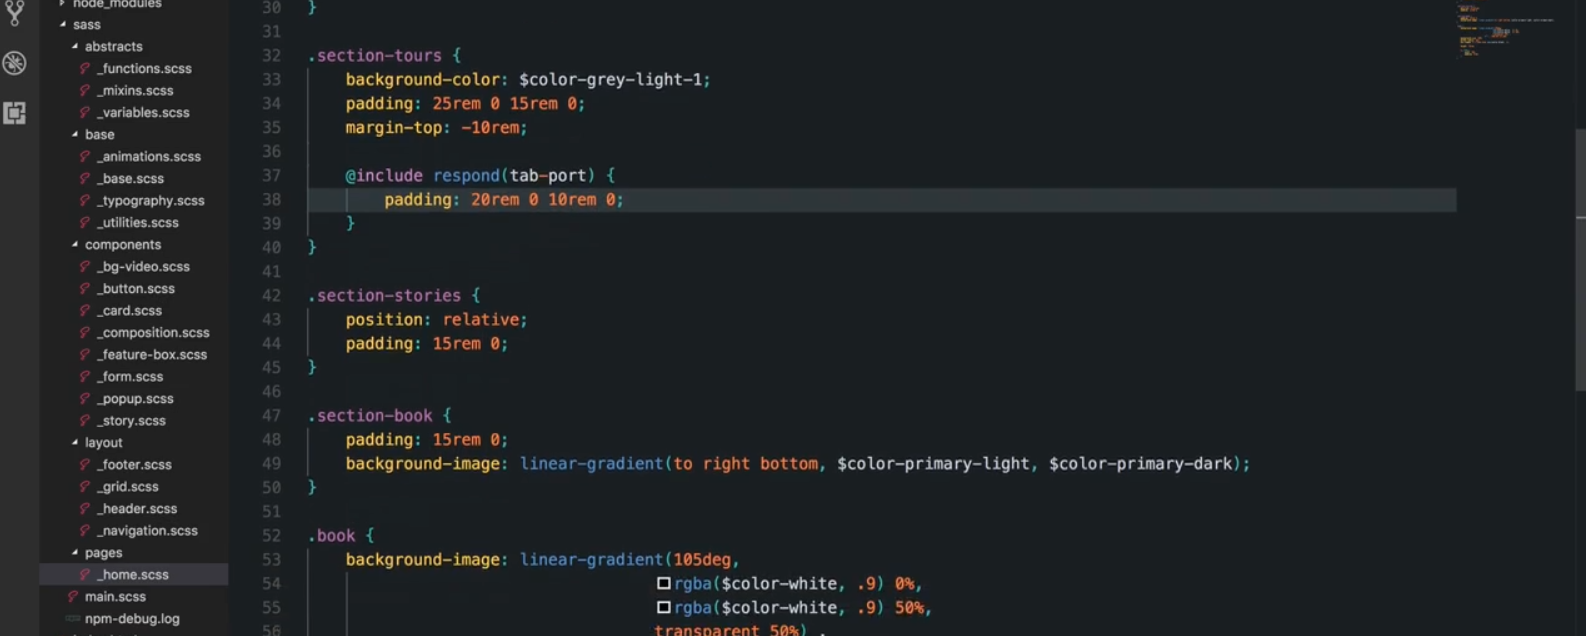 node_modules
sass
abstracts
_functions.scss
_mixins.scss
_variables.scss
base
_animations.scss
_base.scss
_typography.scss
_utilities.scss
components
_bg-video.scss
_button.scss
_card.scss
_composition.scss
_feature-box.scss
_form.scss
_popup.scss
_story.scss
layout
_footer.scss
_grid.scss
_header.scss
_navigation.scss
pages
_home.scss
main.scss
npm-debug.log
30 }
31
32 .section-tours {
33 background-color: $color-grey-light-1;
34 padding: 25rem 0 15rem 0;
35 margin-top: -10rem;
36
37 @include respond(tab-port) {
38 padding: 20rem 0 10rem 0;
39 }
40 }
41
42 .section-stories {
43 position: relative;
44 padding: 15rem 0;
45 }
46
47 .section-book {
48 padding: 15rem 0;
49 background-image: linear-gradient(to right bottom, $color-primary-light, $color-primary-dark);
50 }
51
52 .book {
53 background-image: linear-gradient(105deg,
54 rgba($color-white, .9) 0%,
55 rgba($color-white, .9) 50%,
56 transparent 50%)